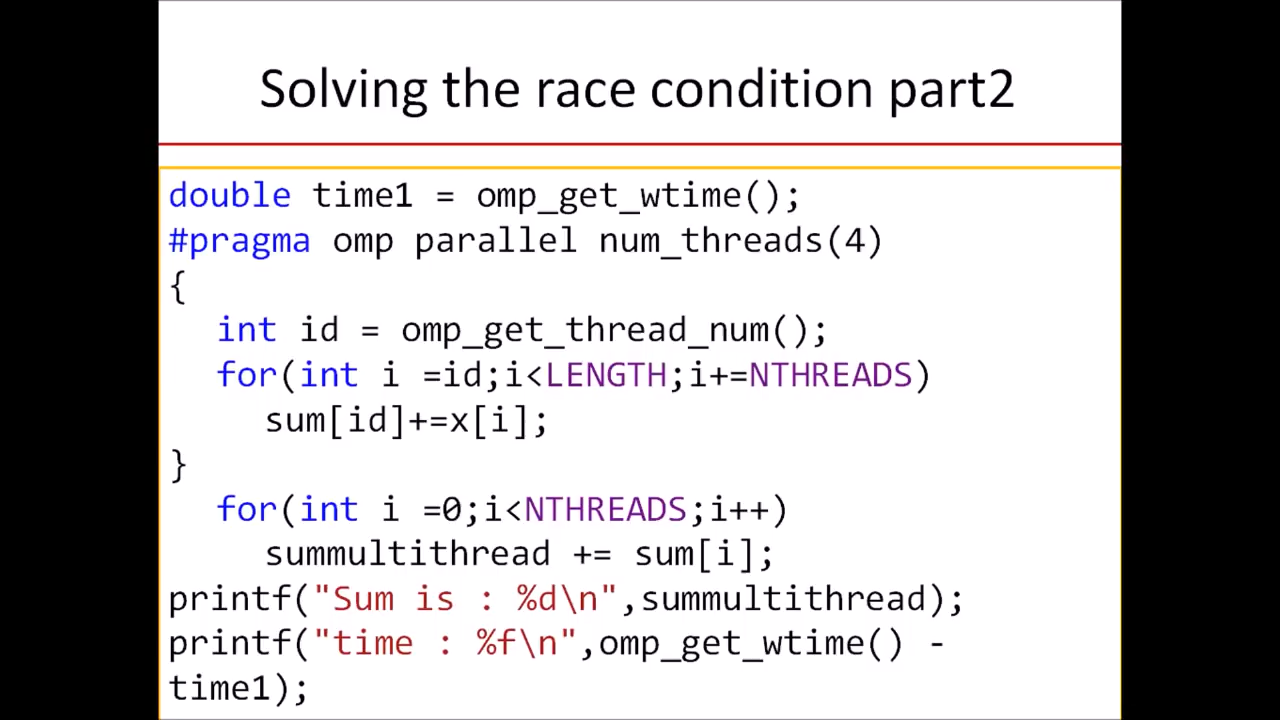 Solving the race condition part2
double time1 = omp_get_wtime();
#pragma omp parallel num_threads(4)
{
int id = omp_get_thread_num();
for(int i =id;i<LENGTH;i+=NTHREADS)
sum[id]+=x[i];
}
for(int i =0;i<NTHREADS;i++)
summultithread += sum[i];
printf("Sum is : %d\n",summultithread);
printf("time : %f\n",omp_get_wtime() -
time1);